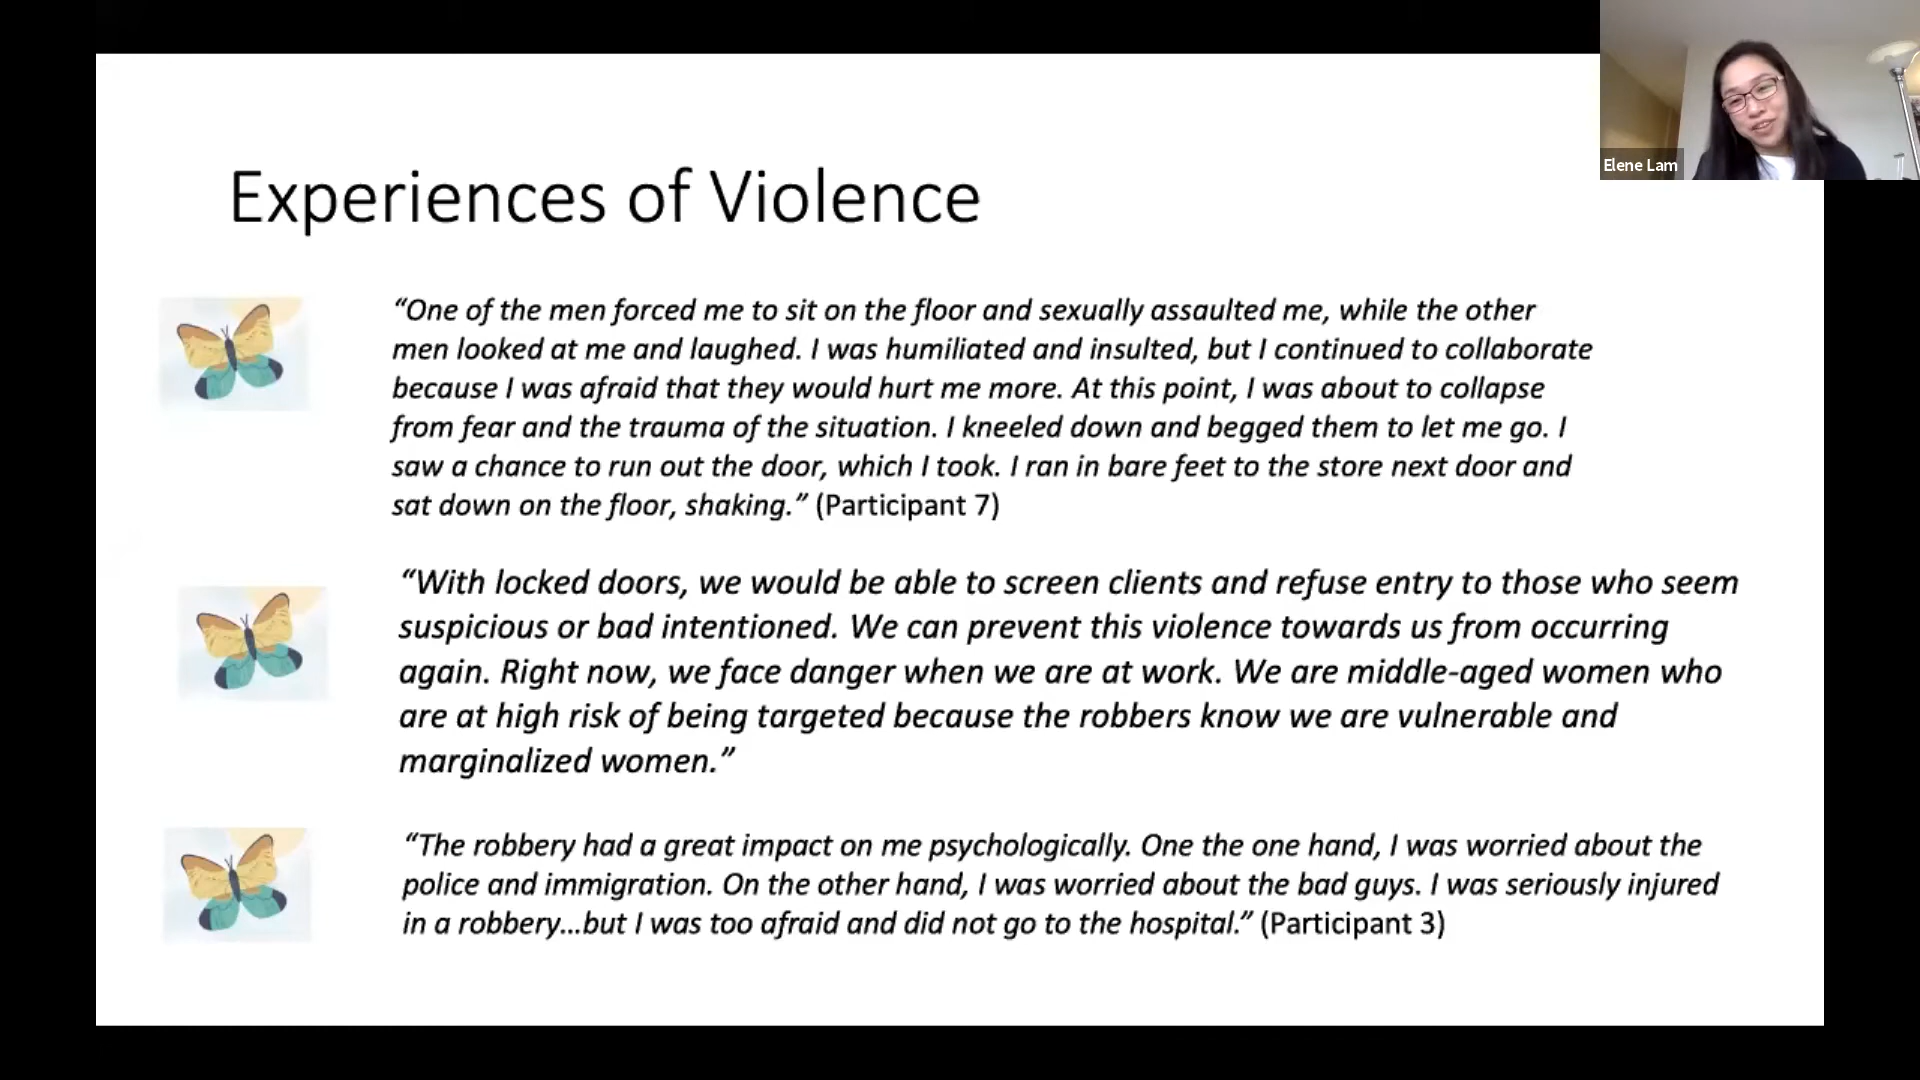 Elene Lam
Experiences of Violence
“One of the men forced me to sit on the floor and sexually assaulted me, while the other
men looked at me and laughed. I was humiliated and insulted, but I continued to collaborate
because I was afraid that they would hurt me more. At this point, I was about to collapse
from fear and the trauma of the situation. I kneeled down and begged them to let me go. I
saw a chance to run out the door, which I took. I ran in bare feet to the store next door and
sat down on the floor, shaking.” (Participant 7)
“With locked doors, we would be able to screen clients and refuse entry to those who seem
suspicious or bad intentioned. We can prevent this violence towards us from occurring
again. Right now, we face danger when we are at work. We are middle-aged women who
are at high risk of being targeted because the robbers know we are vulnerable and
marginalized women.”
“The robbery had a great impact on me psychologically. One the one hand, I was worried about the
police and immigration. On the other hand, I was worried about the bad guys. I was seriously injured
in a robbery...but I was too afraid and did not go to the hospital.” (Participant 3)